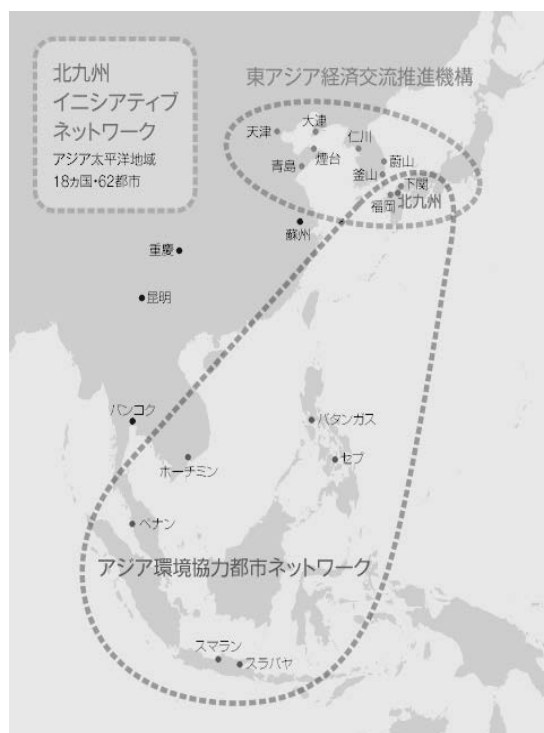 北九州
イニシアティブ
ネットワーク
アジア太平洋地域
18ヵ国・62都市
東アジア経済交流推進機構
天津
大連
仁川
青島
煙台
蔚山
釜山
下関
福岡
北九州
蘇州
重慶
昆明
バンコク
バタンガス
ホーチミン
セブ
ペナン
アジア環境協力都市ネットワーク
スマラン
スラバヤ